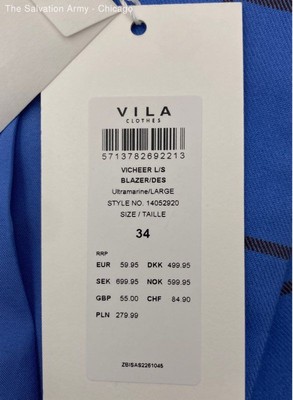 The Salvation Army - Chicago
VILA
CLOTHES
5713782692213
VICHEER L/S
BLAZER/DES
Ultramarine/LARGE
STYLE NO. 14052920
SIZE / TAILLE
34
RRP
EUR 59.95 DKK 499.95
SEK 699.95 NOK 599.95
GBP 55.00 CHF 84.90
PLN 279.99
ZBISAS2261045